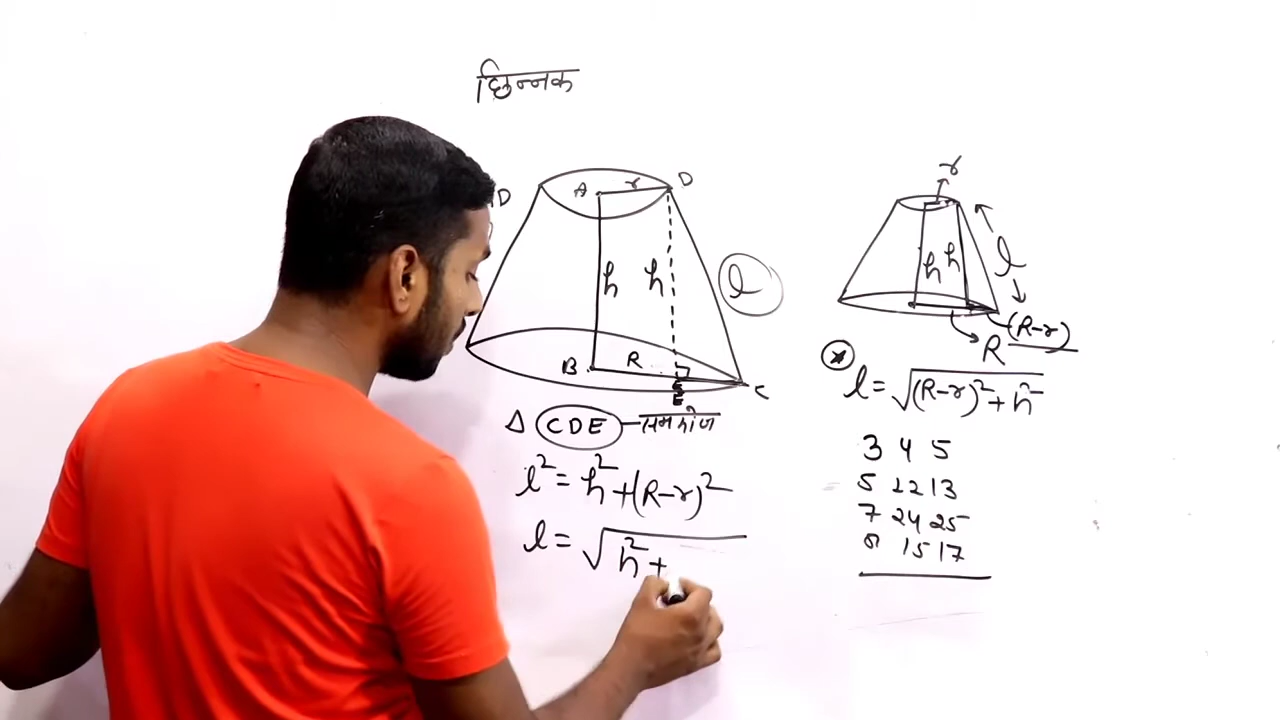 छिन्नक
D
A r D
h h l
B R C
E
Δ CDE — समकोण
l² = h² + (R-r)²
l = √h² +
r
h h l
(R-r)
R
l = √(R-r)² + h²
3 4 5
5 12 13
7 24 25
8 15 17